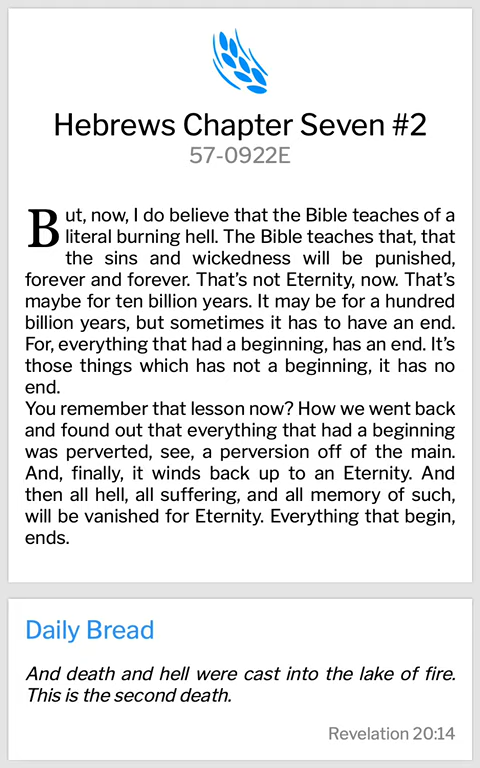 Hebrews Chapter Seven #2
57-0922E
But, now, I do believe that the Bible teaches of a
literal burning hell. The Bible teaches that, that
the sins and wickedness will be punished,
forever and forever. That's not Eternity, now. That's
maybe for ten billion years. It may be for a hundred
billion years, but sometimes it has to have an end.
For, everything that had a beginning, has an end. It's
those things which has not a beginning, it has no
end.
You remember that lesson now? How we went back
and found out that everything that had a beginning
was perverted, see, a perversion off of the main.
And, finally, it winds back up to an Eternity. And
then all hell, all suffering, and all memory of such,
will be vanished for Eternity. Everything that begin,
ends.
Daily Bread
And death and hell were cast into the lake of fire.
This is the second death.
Revelation 20:14